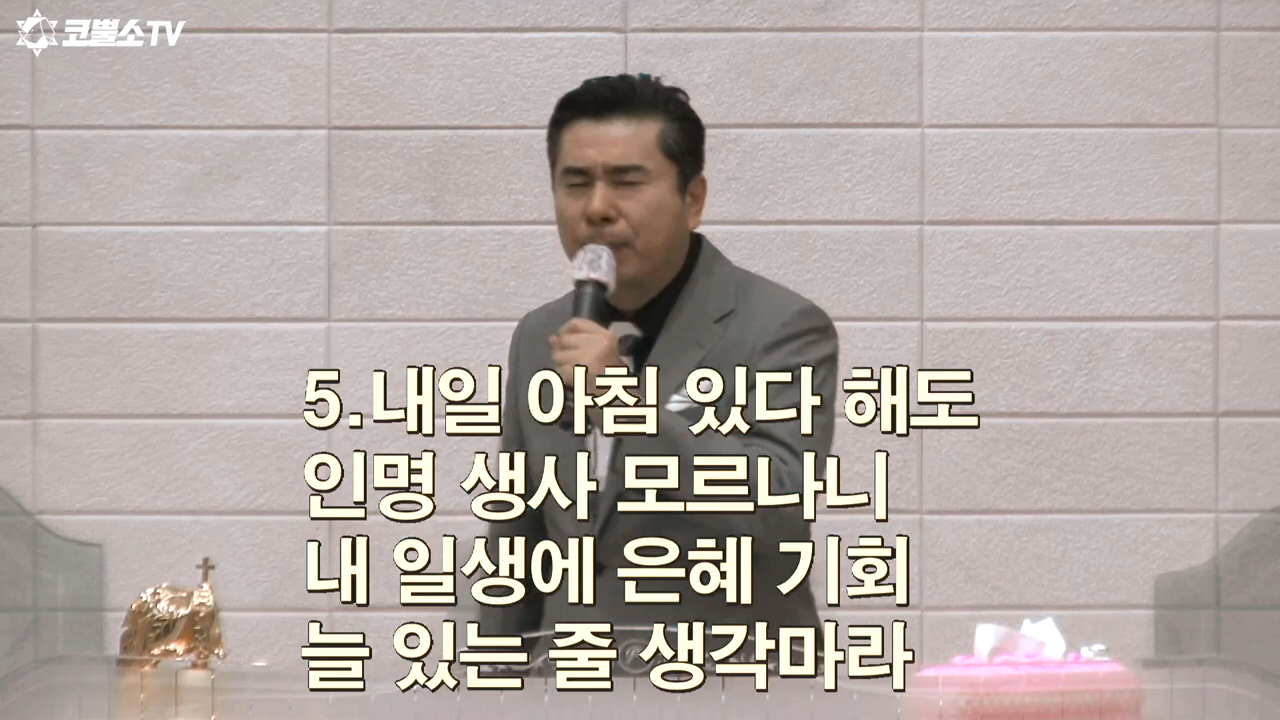 코뿔소TV
5.내일 아침 있다 해도
인명 생사 모르나니
내 일생에 은혜 기회
늘 있는 줄 생각마라